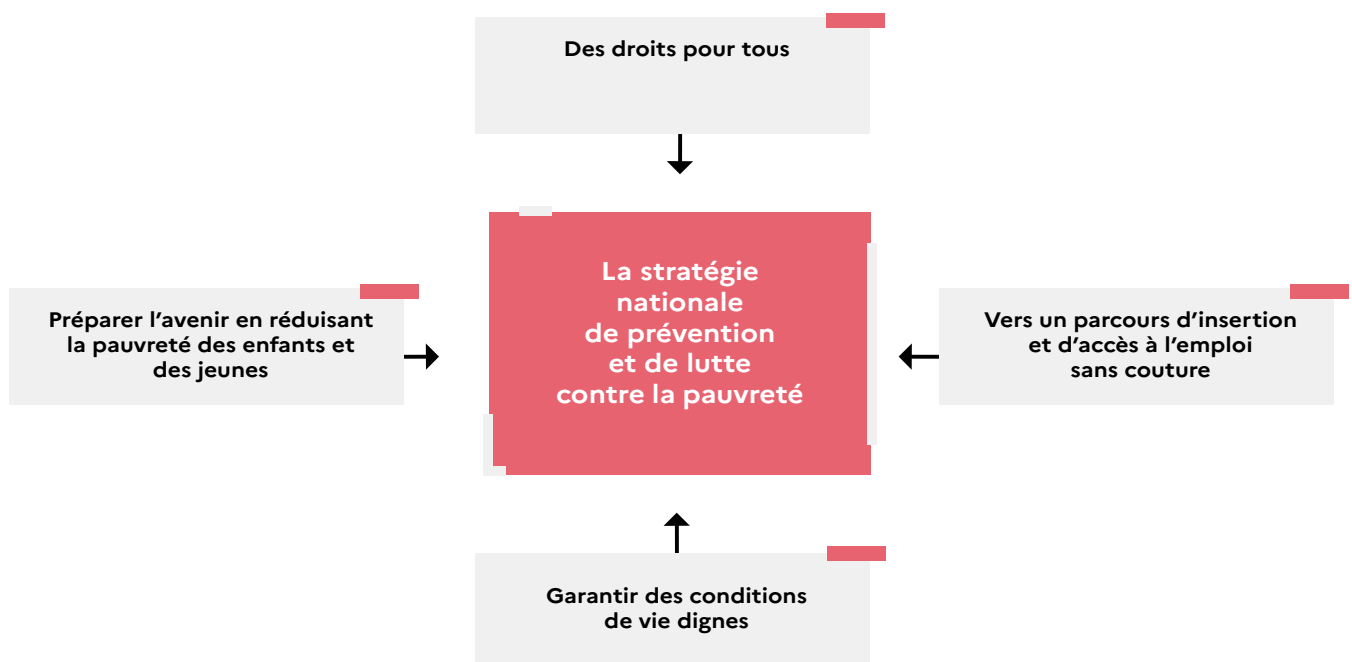 Des droits pour tous
La stratégie
nationale
de prévention
et de lutte
contre la pauvreté
Préparer l’avenir en réduisant
la pauvreté des enfants et
des jeunes
Vers un parcours d’insertion
et d’accès à l’emploi
sans couture
Garantir des conditions
de vie dignes